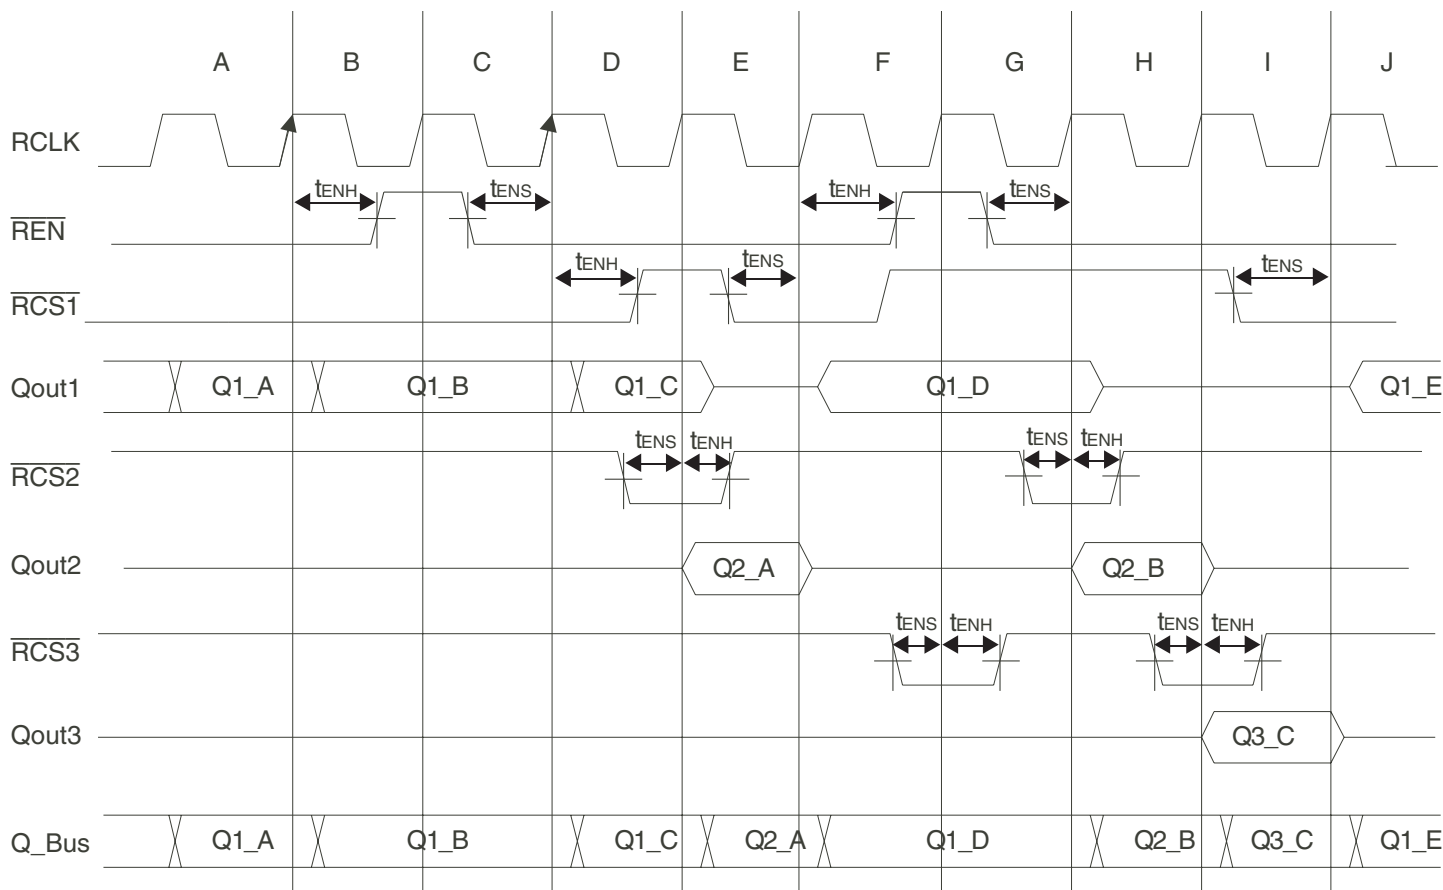 A B C D E F G H I J
RCLK
tENH tENS tENH tENS
REN
tENH tENS tENS
RCS1
Qout1 Q1_A Q1_B Q1_C Q1_D Q1_E
tENS tENH tENS tENH
RCS2
Qout2 Q2_A Q2_B
tENS tENH tENS tENH
RCS3
Qout3 Q3_C
Q_Bus Q1_A Q1_B Q1_C Q2_A Q1_D Q2_B Q3_C Q1_E